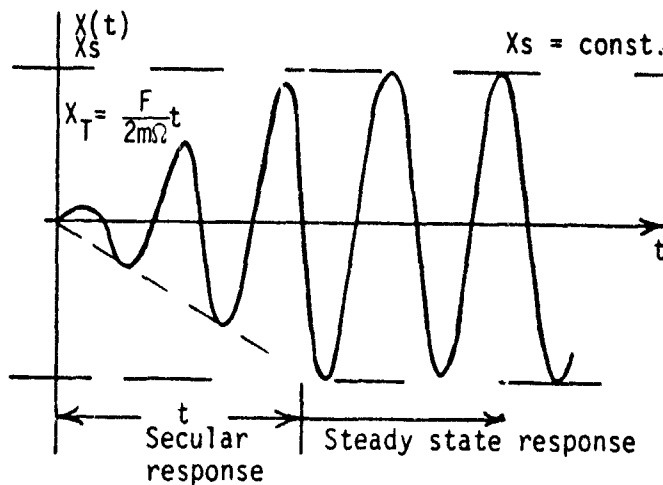 X(t)
Xs
Xs = const.
X_T = F/2mΩ t
t
t
Secular
response
Steady state response